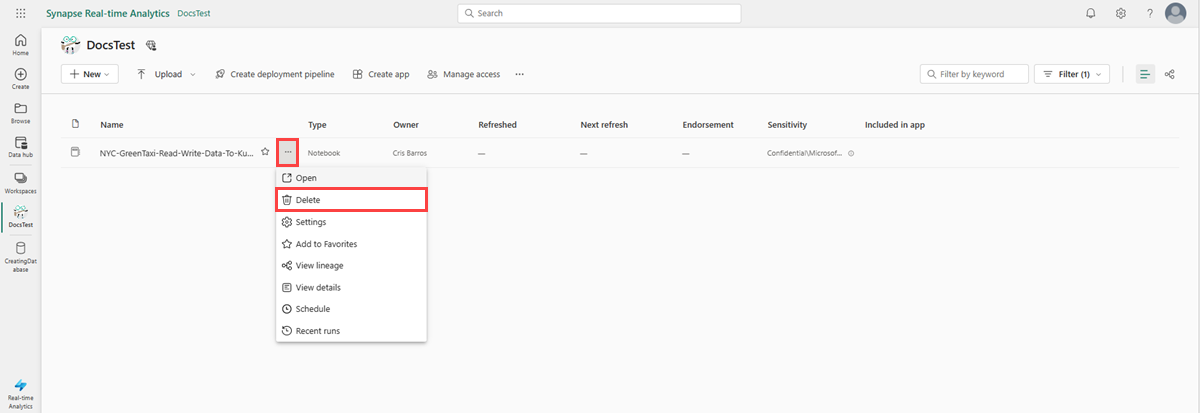 Synapse Real-time Analytics DocsTest Search ?
Home
Create
Browse
Data hub
Workspaces
DocsTest
CreatingDat
abase
Real-time
Analytics
DocsTest
New Upload Create deployment pipeline Create app Manage access ... Filter by keyword Filter (1)
Name Type Owner Refreshed Next refresh Endorsement Sensitivity Included in app
NYC-GreenTaxi-Read-Write-Data-To-Ku... ... Notebook Cris Barros — — — Confidential\Microsof...
Open
Delete
Settings
Add to Favorites
View lineage
View details
Schedule
Recent runs